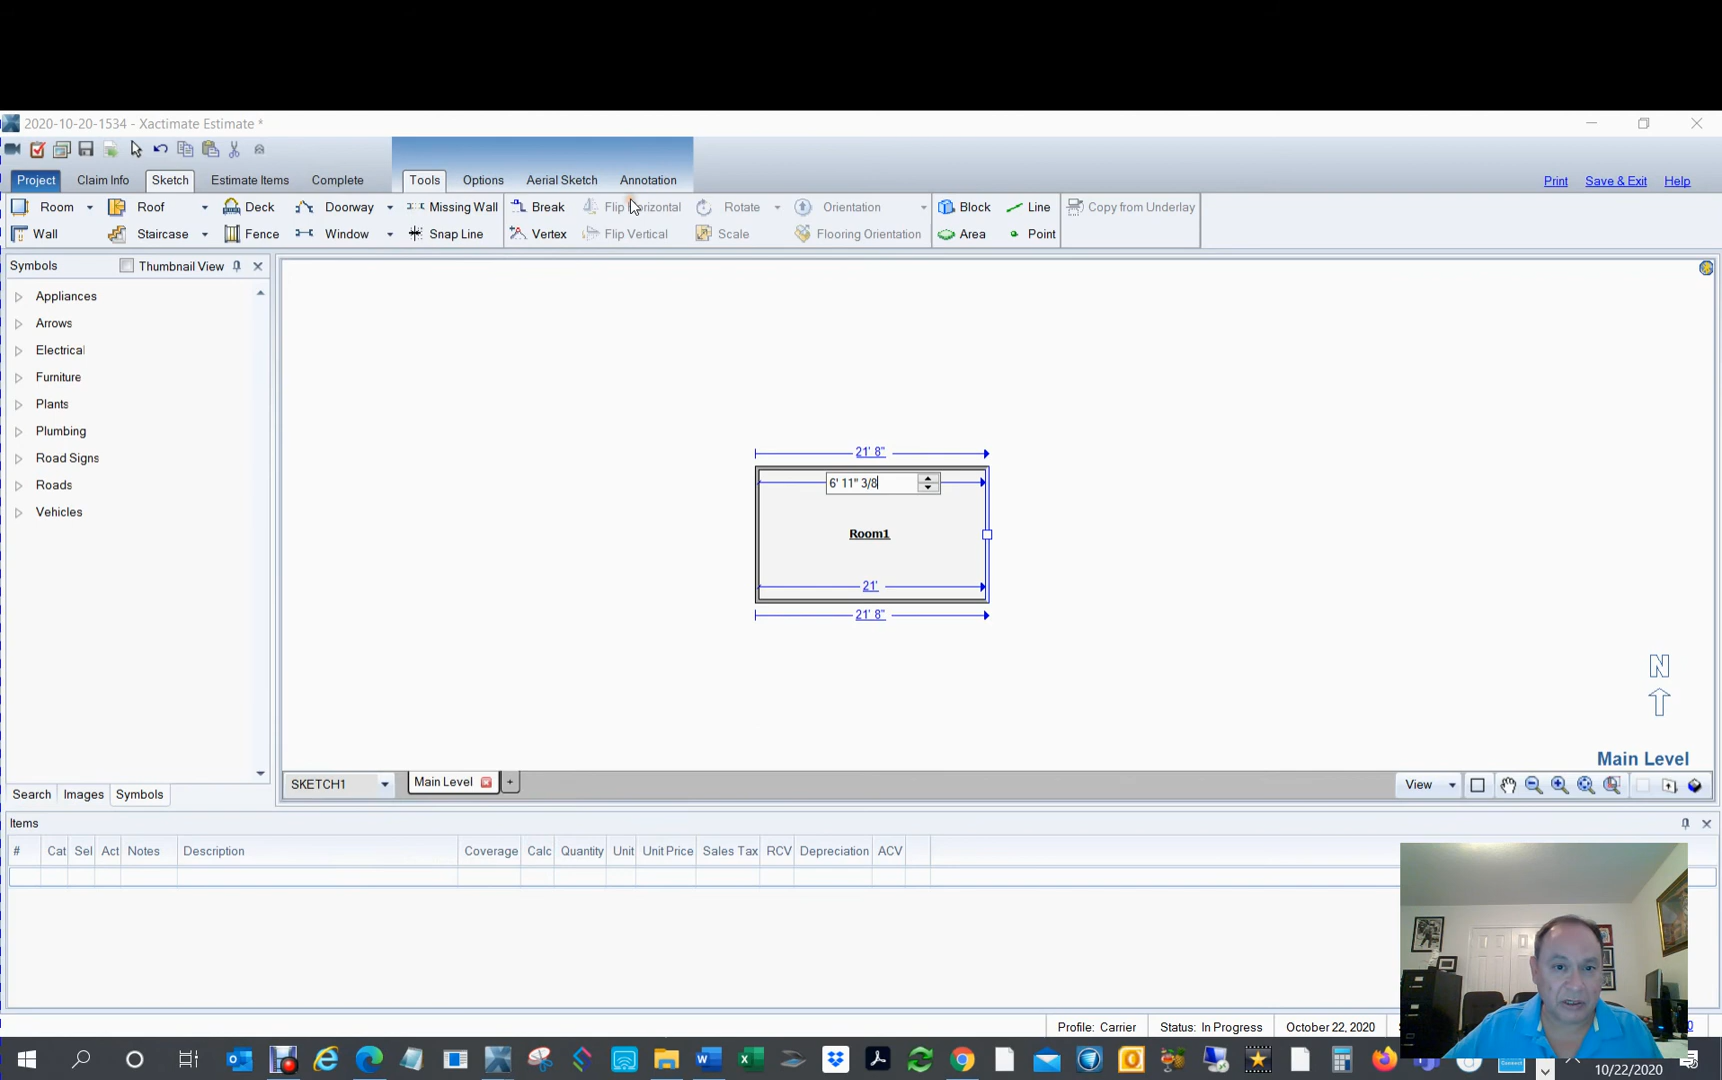 2020-10-20-1534 - Xactimate Estimate *
Project Claim Info Sketch Estimate Items Complete Tools Options Aerial Sketch Annotation Print Save & Exit Help
Room Roof Deck Doorway Missing Wall Break Flip Horizontal Rotate Orientation Block Line Copy from Underlay
Wall Staircase Fence Window Snap Line Vertex Flip Vertical Scale Flooring Orientation Area Point
Symbols Thumbnail View
Appliances
Arrows
Electrical
Furniture
Plants
Plumbing
Road Signs
Roads
Vehicles
21' 8"
6' 11" 3/8
Room1
21'
21' 8"
N
Main Level
SKETCH1 Main Level + View
Search Images Symbols
Items
# Cat Sel Act Notes Description Coverage Calc Quantity Unit Unit Price Sales Tax RCV Depreciation ACV
Profile: Carrier Status: In Progress October 22, 2020
10/22/2020